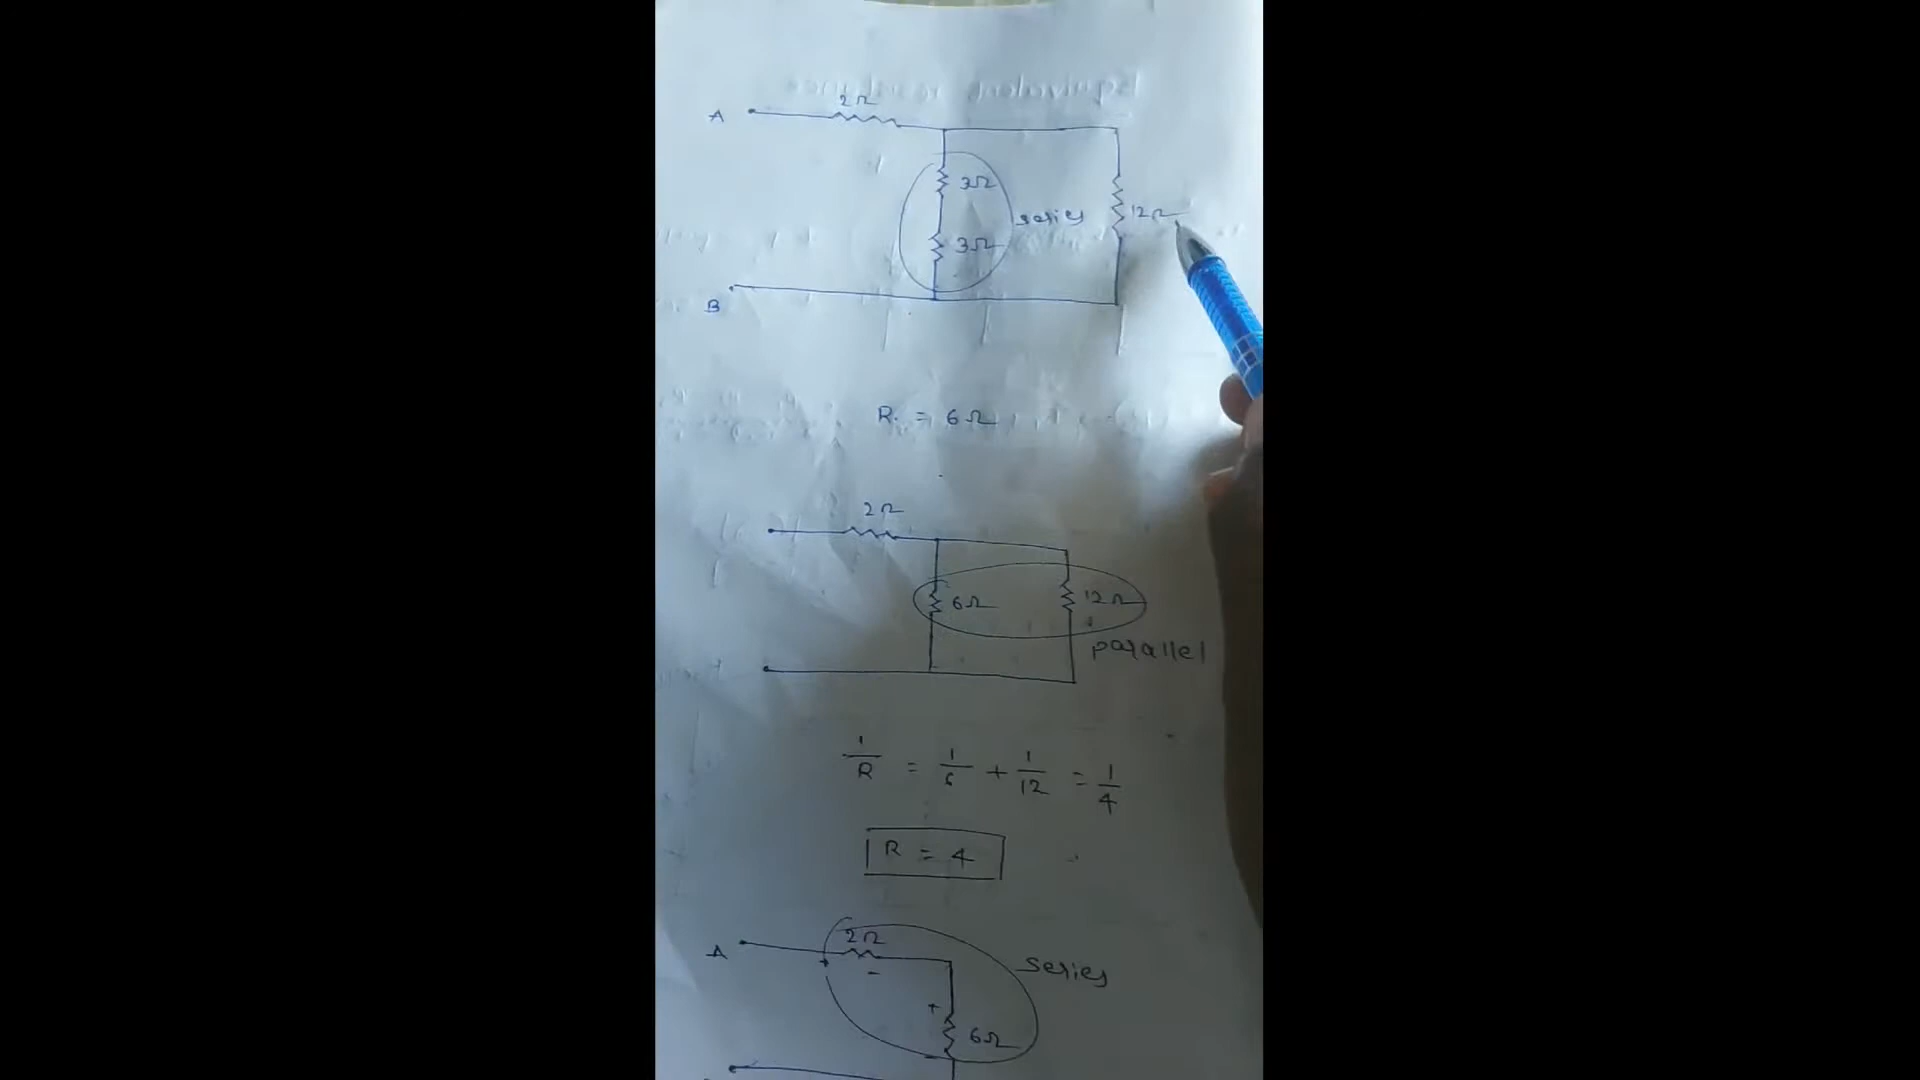 2Ω
A
3Ω
series
12Ω
3Ω
B
R. = 6Ω
2Ω
6Ω
12Ω
parallel
1/R = 1/6 + 1/12 = 1/4
R = 4
2Ω
A
series
+
-
+
6Ω
-